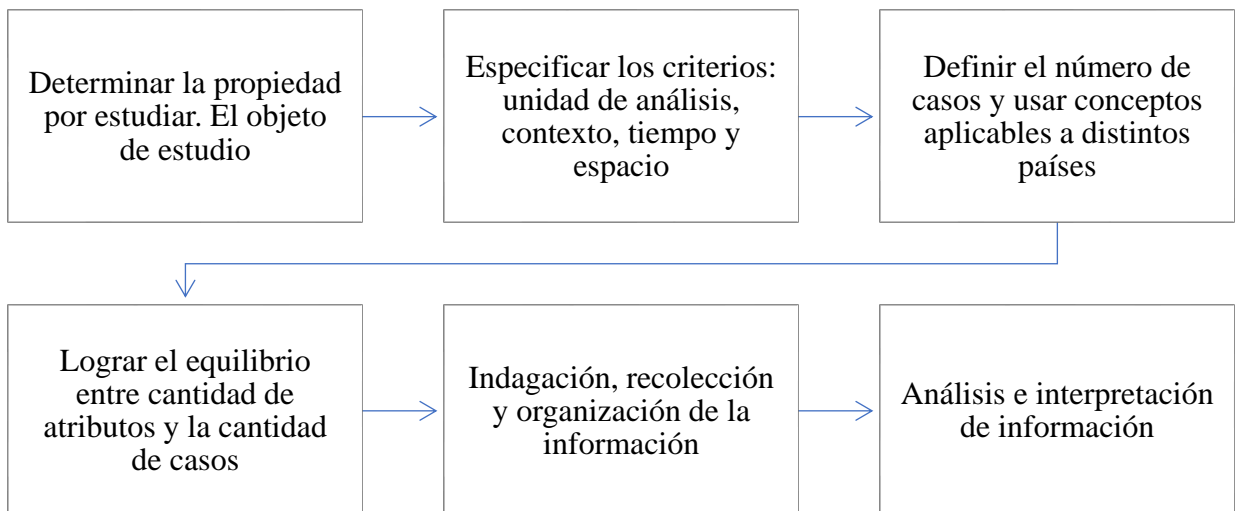 Determinar la propiedad
por estudiar. El objeto
de estudio
Especificar los criterios:
unidad de análisis,
contexto, tiempo y
espacio
Definir el número de
casos y usar conceptos
aplicables a distintos
países
Lograr el equilibrio
entre cantidad de
atributos y la cantidad
de casos
Indagación, recolección
y organización de la
información
Análisis e interpretación
de información